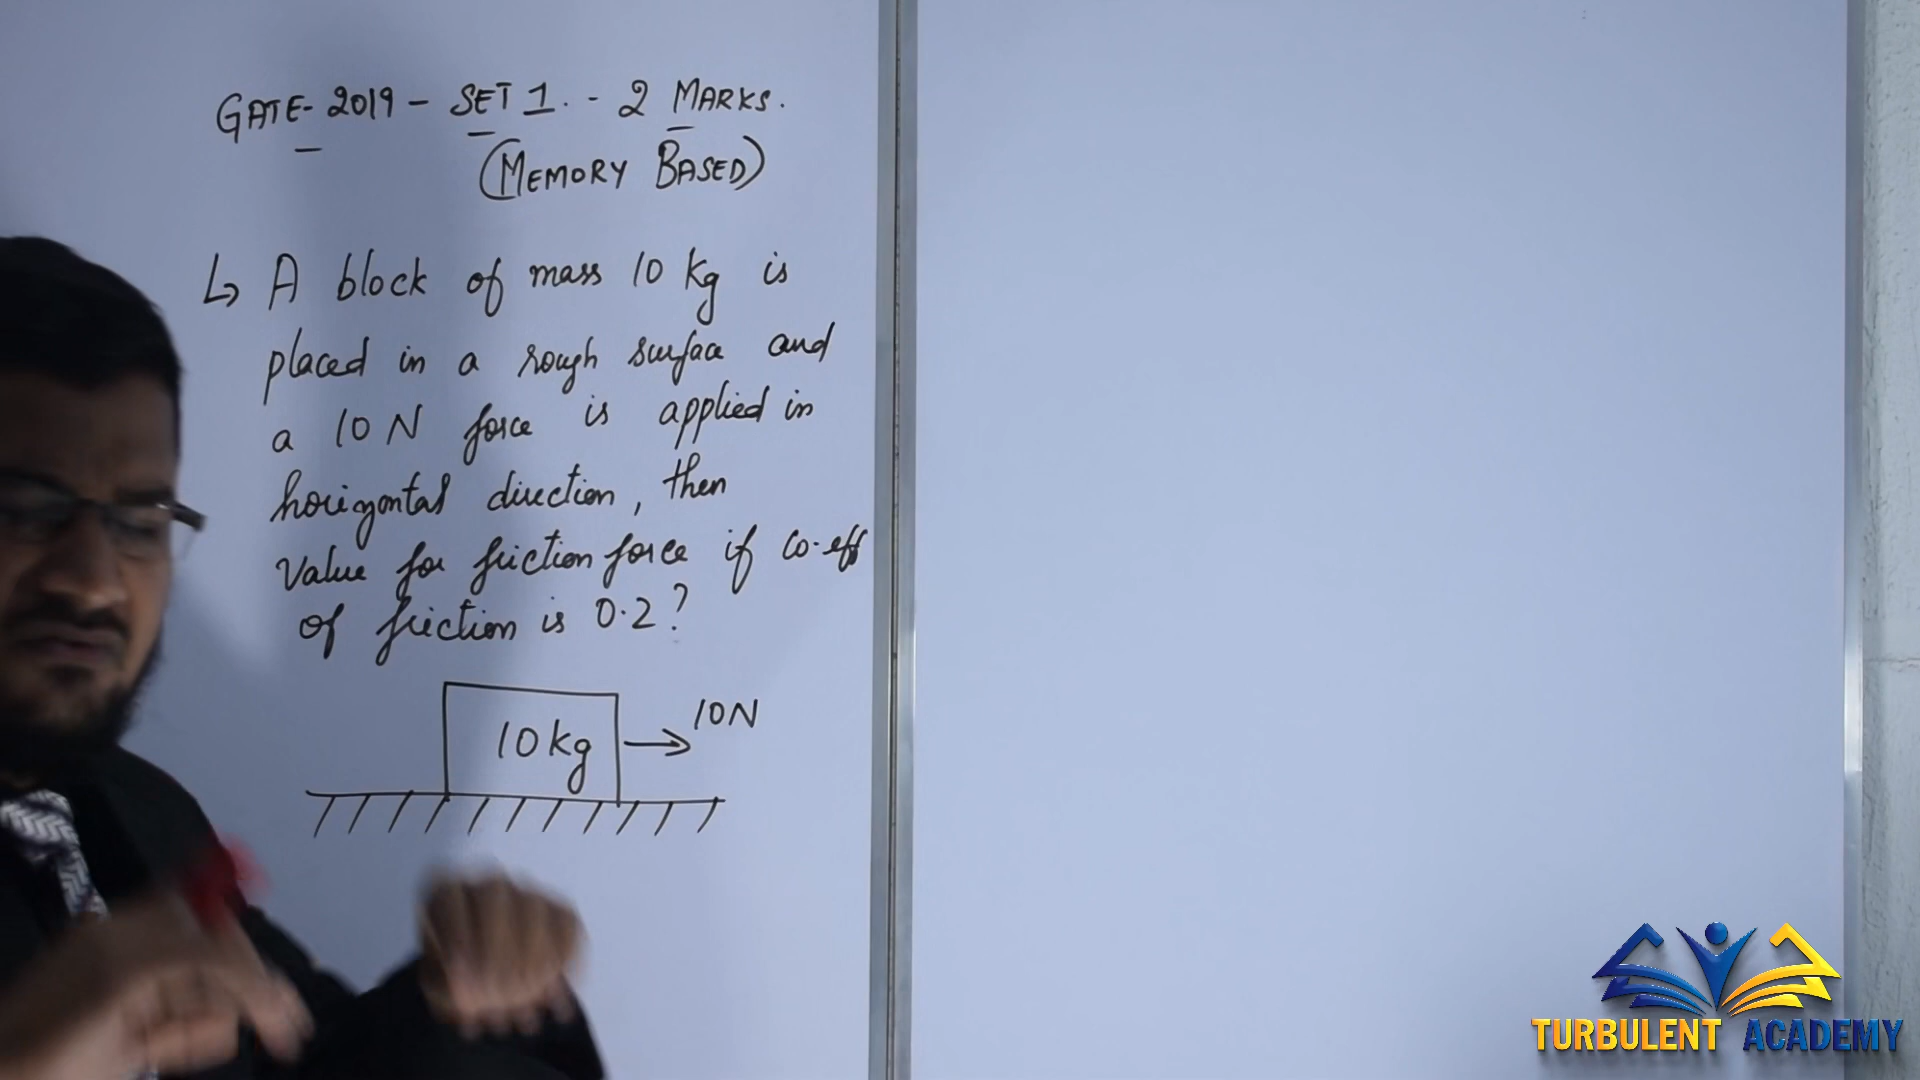 GATE- 2019 - SET 1. - 2 MARKS.
(MEMORY BASED)
↳ A block of mass 10 kg is
placed in a rough surface and
a 10 N force is applied in
horizontal direction, then
Value for friction force if co-eff
of friction is 0.2?
10N
10 kg
TURBULENT ACADEMY